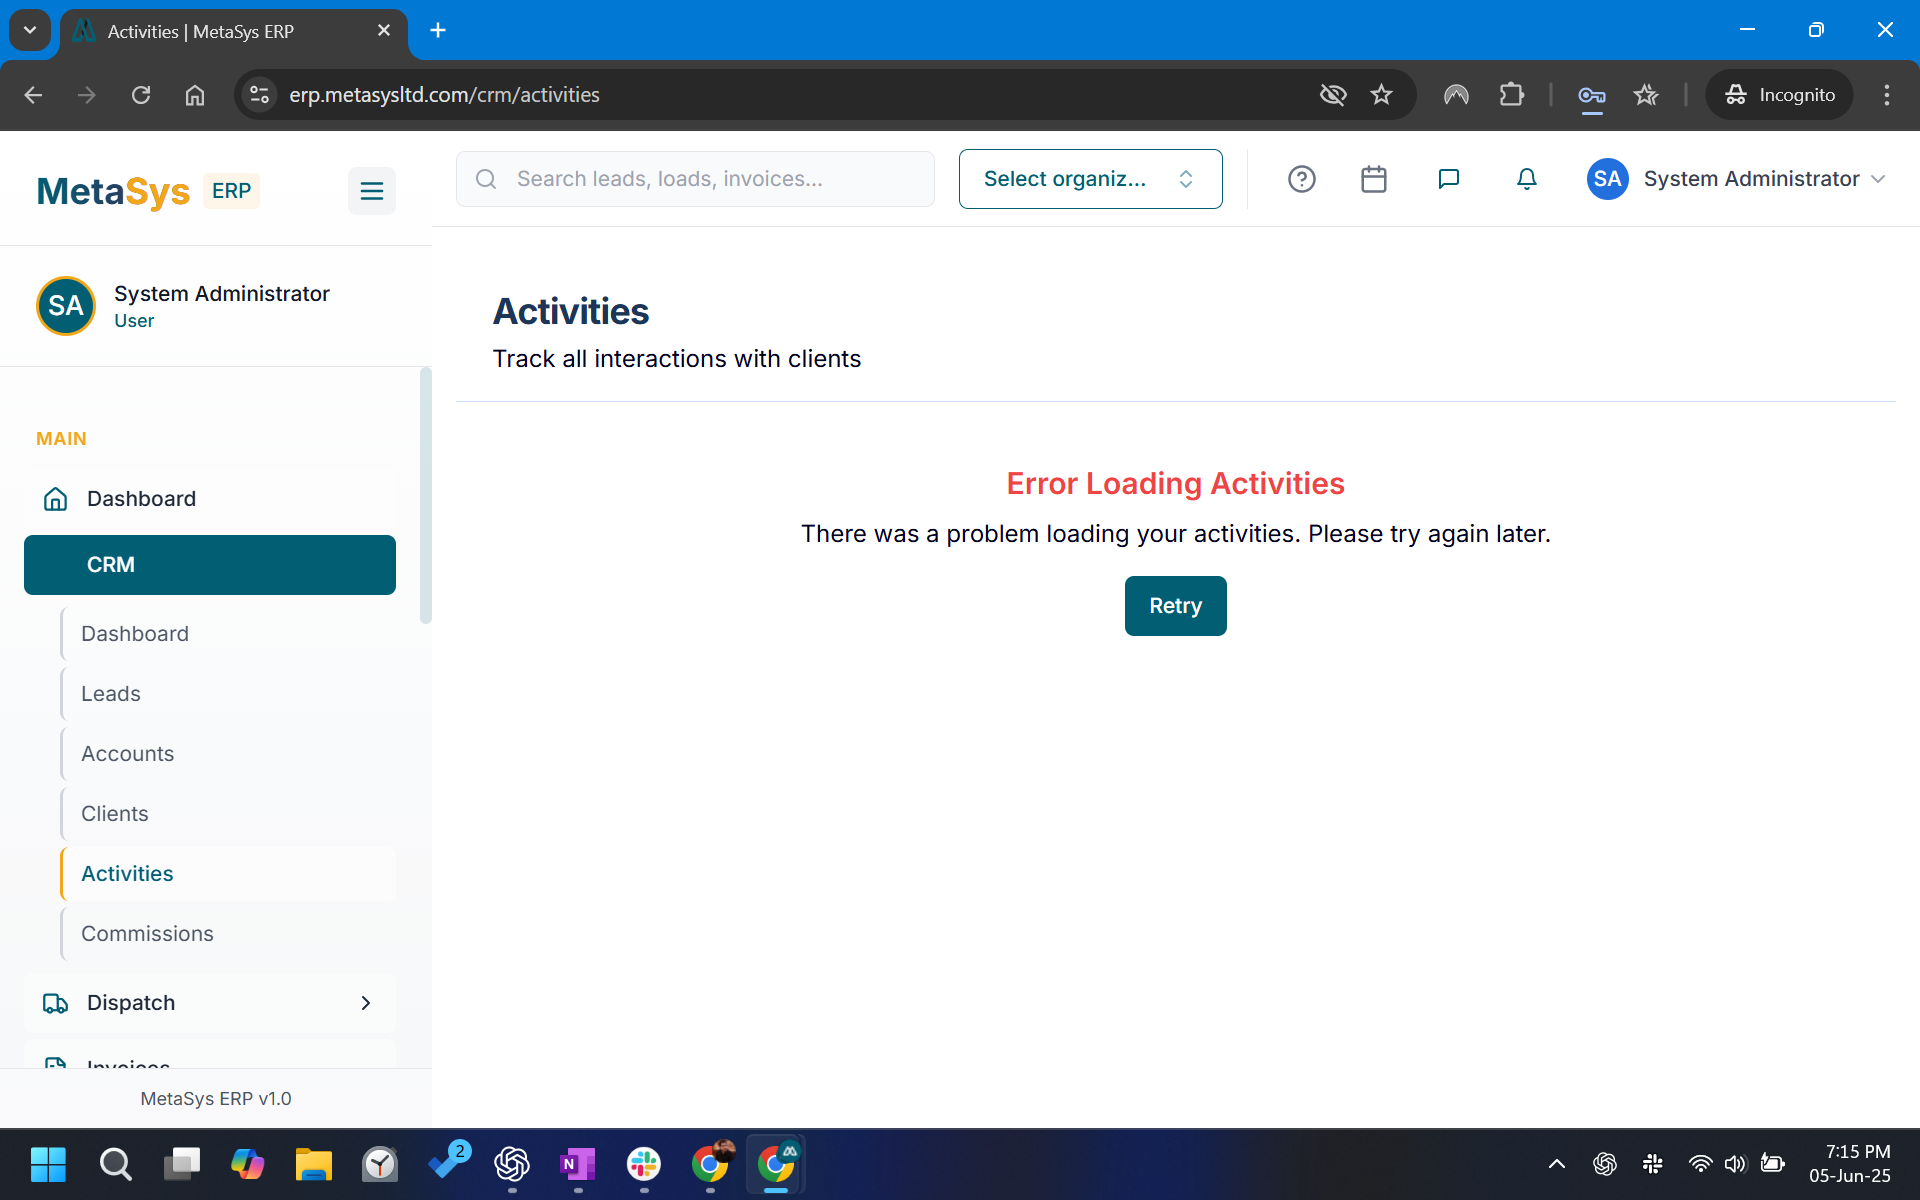 Activities | MetaSys ERP
erp.metasysltd.com/crm/activities
Incognito
MetaSys ERP
Search leads, loads, invoices...
Select organiz...
SA
System Administrator
SA
System Administrator
User
Activities
Track all interactions with clients
MAIN
Dashboard
CRM
Dashboard
Leads
Accounts
Clients
Activities
Commissions
Dispatch
Invoices
Error Loading Activities
There was a problem loading your activities. Please try again later.
Retry
MetaSys ERP v1.0
2
N
7:15 PM
05-Jun-25